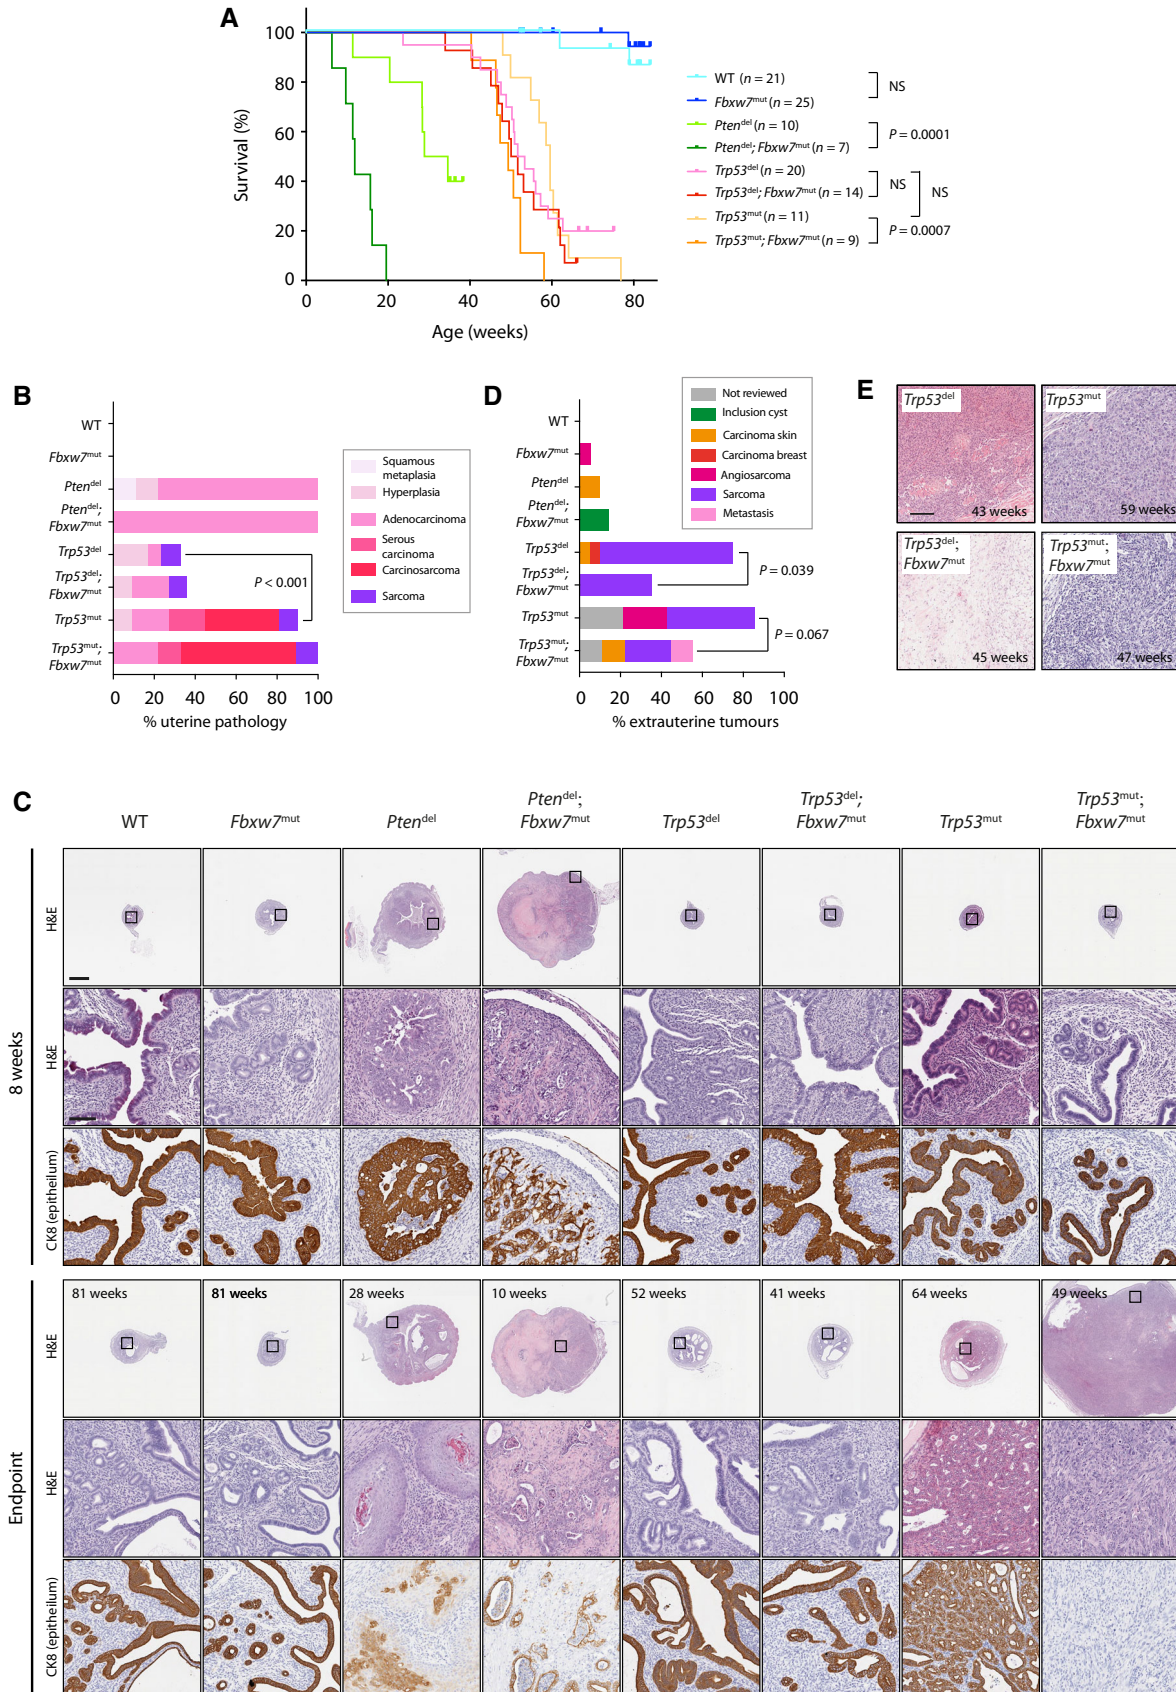 A
Survival (%)
100
80
60
40
20
0
0 20 40 60 80
Age (weeks)
WT (n = 21)
Fbxw7mut (n = 25)
Ptendel (n = 10)
Ptendel; Fbxw7mut (n = 7)
Trp53del (n = 20)
Trp53del; Fbxw7mut (n = 14)
Trp53mut (n = 11)
Trp53mut; Fbxw7mut (n = 9)
NS
P = 0.0001
NS
NS
P = 0.0007
B
WT
Fbxw7mut
Ptendel
Ptendel;
Fbxw7mut
Trp53del
Trp53del;
Fbxw7mut
Trp53mut
Trp53mut;
Fbxw7mut
P < 0.001
0 20 40 60 80 100
% uterine pathology
Squamous
metaplasia
Hyperplasia
Adenocarcinoma
Serous
carcinoma
Carcinosarcoma
Sarcoma
D
WT
Fbxw7mut
Ptendel
Ptendel;
Fbxw7mut
Trp53del
Trp53del;
Fbxw7mut
Trp53mut
Trp53mut;
Fbxw7mut
P = 0.039
P = 0.067
0 20 40 60 80 100
% extrauterine tumours
Not reviewed
Inclusion cyst
Carcinoma skin
Carcinoma breast
Angiosarcoma
Sarcoma
Metastasis
E
Trp53del
43 weeks
Trp53mut
59 weeks
Trp53del;
Fbxw7mut
45 weeks
Trp53mut;
Fbxw7mut
47 weeks
C
WT
Fbxw7mut
Ptendel
Ptendel;
Fbxw7mut
Trp53del
Trp53del;
Fbxw7mut
Trp53mut
Trp53mut;
Fbxw7mut
8 weeks
H&E
H&E
CK8 (epitheilum)
Endpoint
H&E
81 weeks
81 weeks
28 weeks
10 weeks
52 weeks
41 weeks
64 weeks
49 weeks
H&E
CK8 (epitheilum)